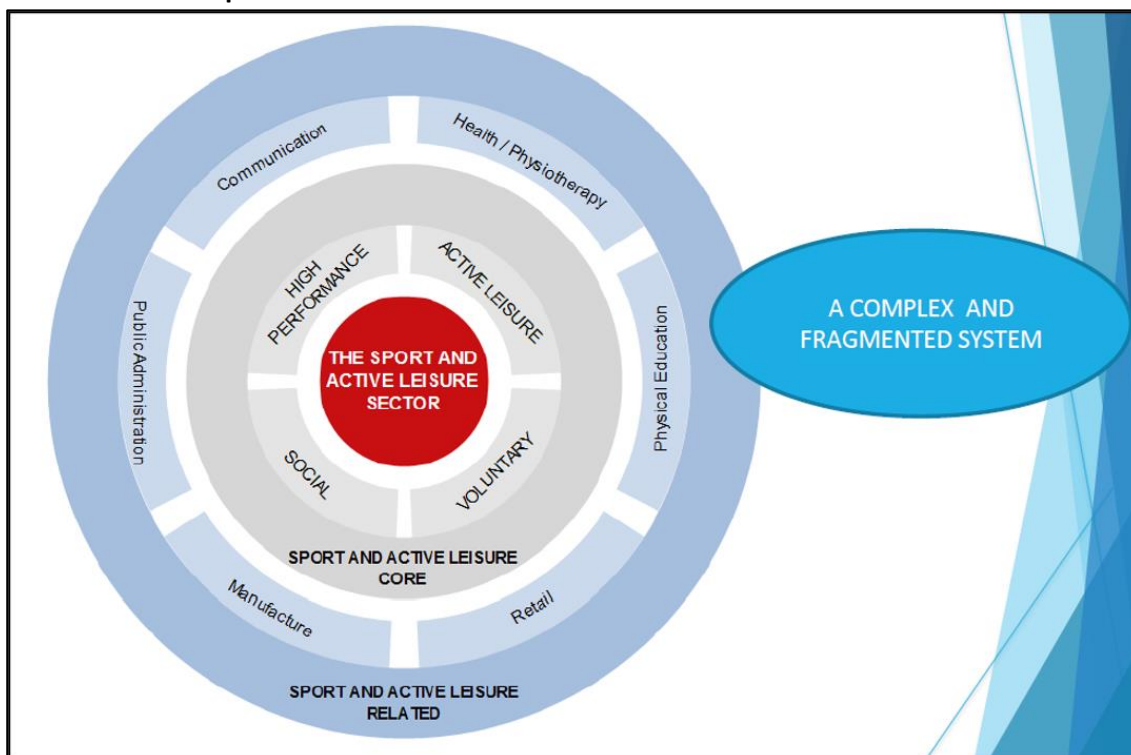 Communication
Health / Physiotherapy
HIGH
PERFORMANCE
ACTIVE LEISURE
Public Administration
Physical Education
THE SPORT AND
ACTIVE LEISURE
SECTOR
A COMPLEX AND
FRAGMENTED SYSTEM
SOCIAL
VOLUNTARY
SPORT AND ACTIVE LEISURE
CORE
Manufacture
Retail
SPORT AND ACTIVE LEISURE
RELATED